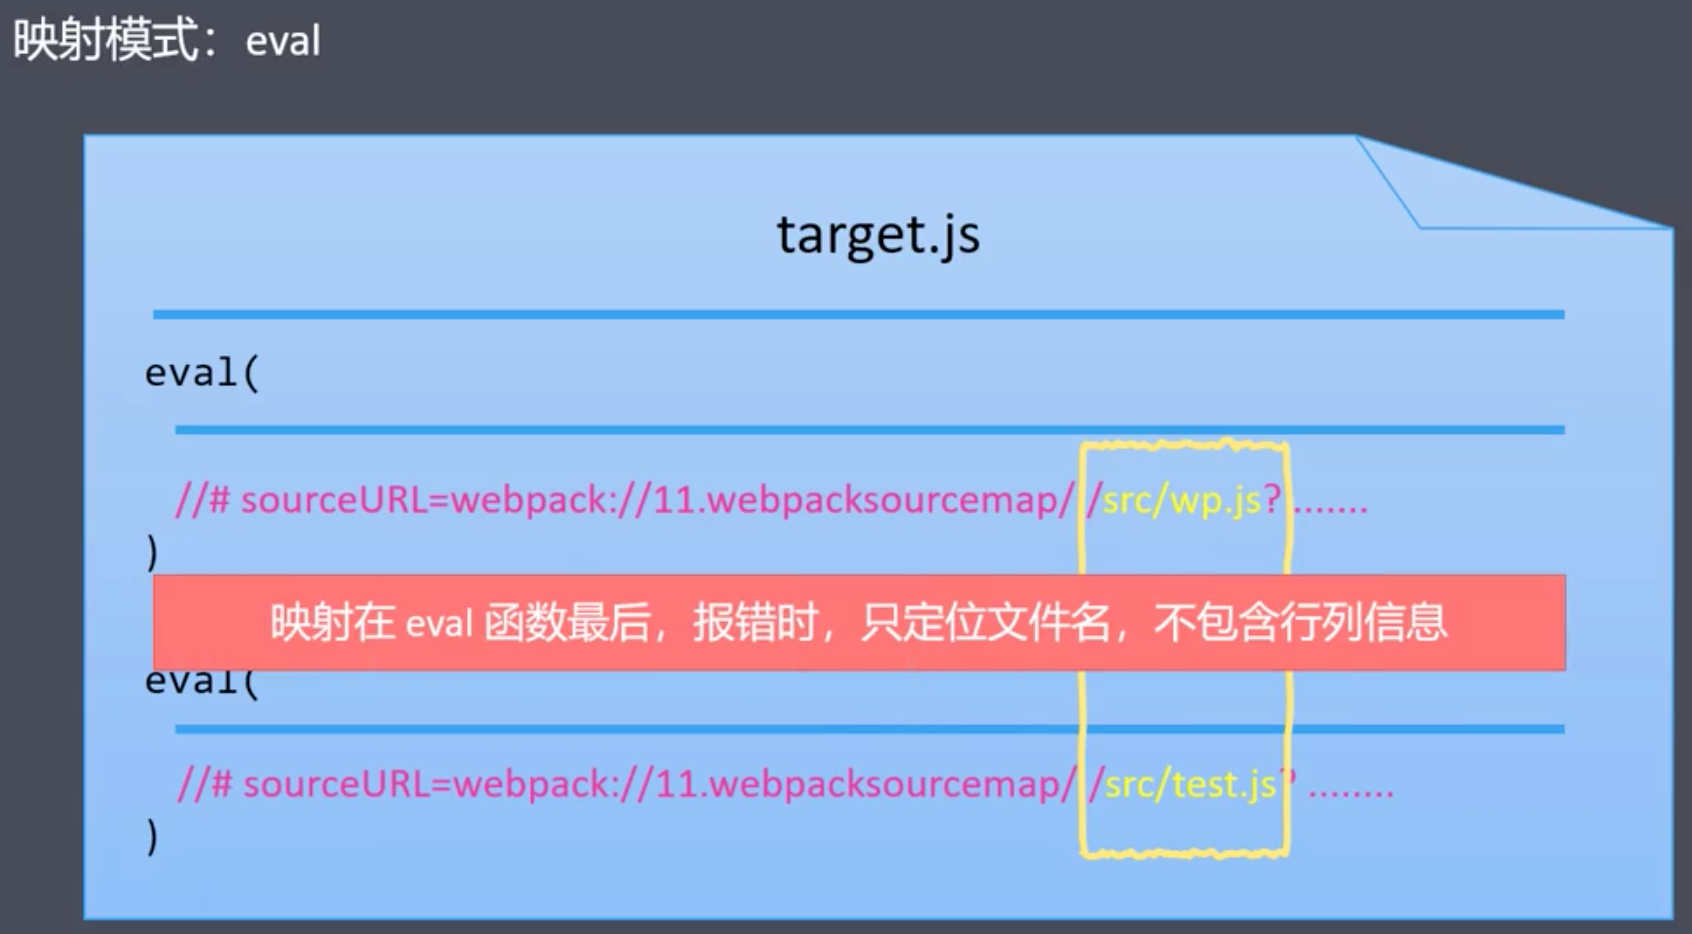 映射模式：eval
target.js
eval(
//# sourceURL=webpack://11.webpacksourcemap/ /src/wp.js? .......
)
映射在 eval 函数最后，报错时，只定位文件名，不包含行列信息
eval(
//# sourceURL=webpack://11.webpacksourcemap/ /src/test.js? ........
)